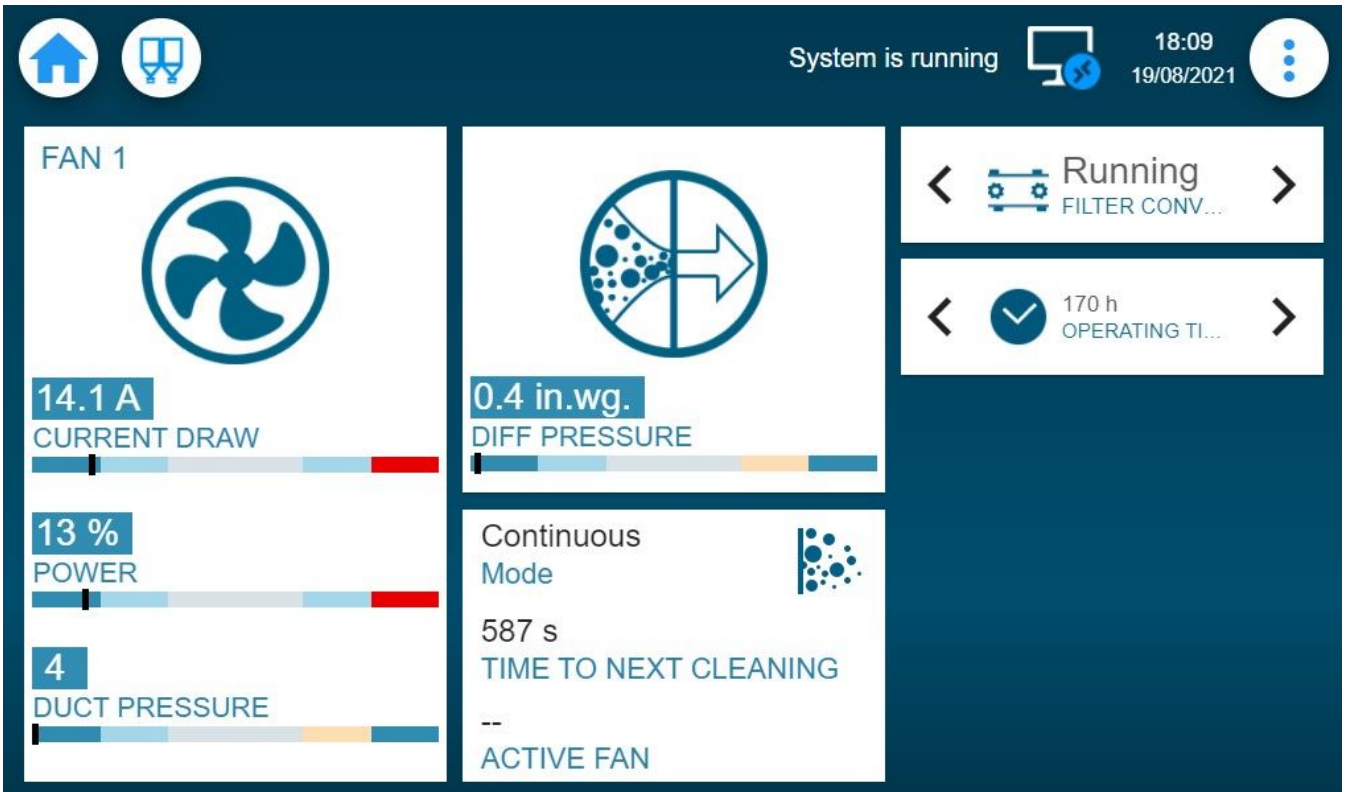 System is running
18:09
19/08/2021
FAN 1
14.1 A
CURRENT DRAW
13 %
POWER
4
DUCT PRESSURE
0.4 in.wg.
DIFF PRESSURE
Continuous
Mode
587 s
TIME TO NEXT CLEANING
--
ACTIVE FAN
Running
FILTER CONV...
170 h
OPERATING TI...